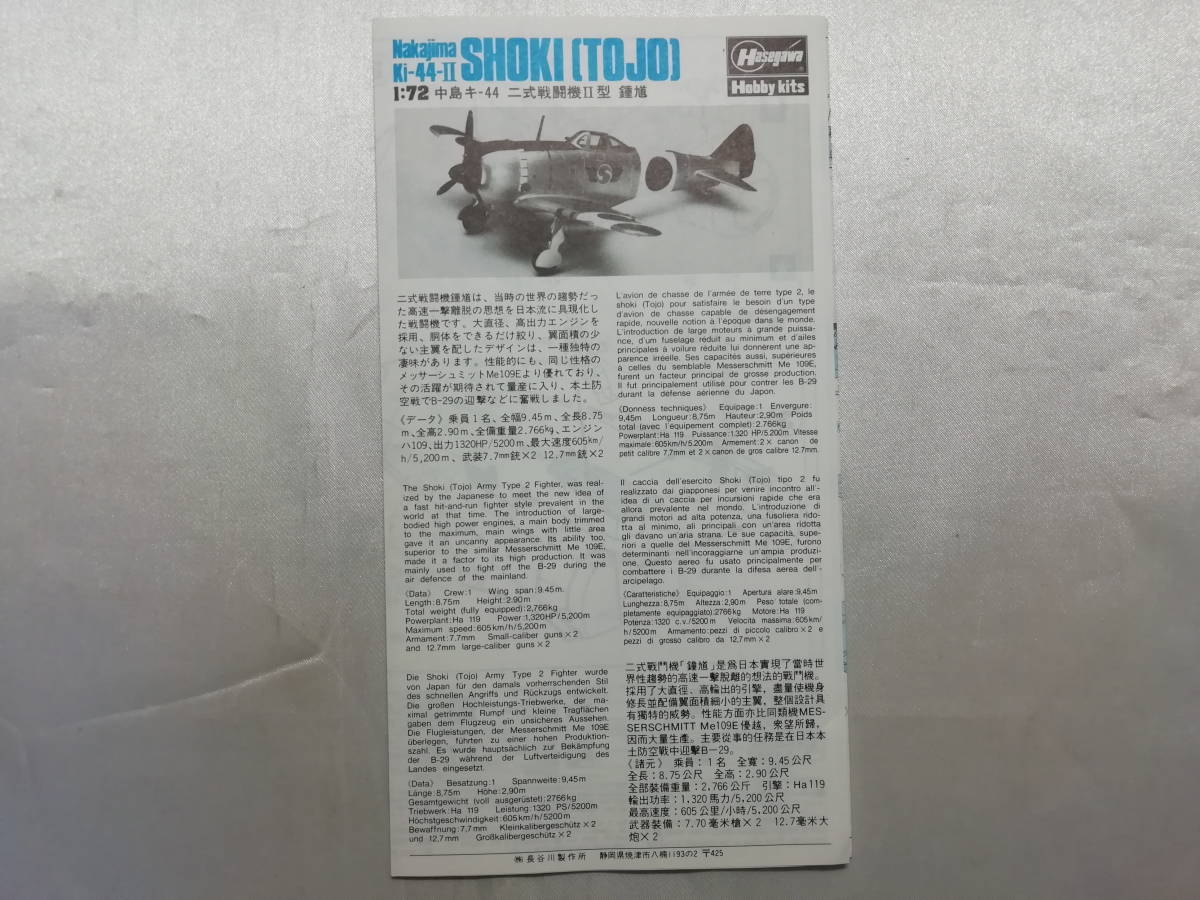 Nakajima
Ki-44-II SHOKI (TOJO)
1:72 中島キ-44 二式戦闘機II型 鍾馗
Hasegawa
Hobby kits
二式戦闘機鍾馗は、当時の世界の趨勢だっ
た高速一撃離脱の思想を日本流に具現化し
た戦闘機です。大直径、高出力エンジンを
採用、胴体をできるだけ絞り、翼面積の少
ない主翼を配したデザインは、一種独特の
凄味があります。性能的にも、同じ性格の
メッサーシュミットMe109Eより優れており、
その活躍が期待されて量産に入り、本土防
空戦でB-29の迎撃などに奮戦しました。
《データ》乗員1名、全幅9.45m、全長8.75
m、全高2.90m、全備重量2.766kg、エンジン
ハ109、出力1320HP/5200m、最大速度605km/
h/5,200m、武装7.7mm銃×2 12.7mm銃×2
The Shoki (Tojo) Army Type 2 Fighter, was real-
ized by the Japanese to meet the new idea of
a fast hit-and-run fighter style prevalent in the
world at that time. The introduction of large-
bodied high power engines, a main body trimmed
to the maximum, main wings with little area
gave it an uncanny appearance. Its ability too,
superior to the similar Messerschmitt Me 109E,
made it a factor to its high production. It was
mainly used to fight off the B-29 during the
air defence of the mainland.
《Data》 Crew:1 Wing span:9.45m.
Length:8.75m Height:2.90m
Total weight (fully equipped):2,766kg
Powerplant:Ha 119 Power:1,320HP/5,200m
Maximum speed:605km/h/5,200m
Armament:7.7mm Small-caliber guns×2
and 12.7mm large-caliber guns×2
Die Shoki (Tojo) Army Type 2 Fighter wurde
von Japan für den damals vorherrschenden Stil
des schnellen Angriffs und Rückzugs entwickelt.
Die großen Hochleistungs-Triebwerke, der ma-
ximal getrimmte Rumpf und kleine Tragflächen
gaben dem Flugzeug ein unsicheres Aussehen.
Die Flugleistungen, der Messerschmitt Me 109E
überlegen, führten zu einer hohen Produktion-
szahl. Es wurde hauptsächlich zur Bekämpfung
der B-29 während der Luftverteidigung des
Landes eingesetzt.
《Data》 Besatzung:1 Spannweite:9,45m
Länge:8,75m Höhe:2,90m
Gesamtgewicht (voll ausgerüstet):2766kg
Triebwerk:Ha 119 Leistung:1320 PS/5200m
Höchstgeschwindigkeit:605km/h/5200m
Bewaffnung:7,7mm Kleinkalibergeschütz×2
und 12,7mm Großkalibergeschütz×2
L'avion de chasse de l'armée de terre type 2, le
shoki (Tojo) pour satisfaire le besoin d'un type
d'avion de chasse capable de désengagement
rapide, nouvelle notion à l'époque dans le monde.
L'introduction de large moteurs à grande puissa-
nce, d'un fuselage réduit au minimum et d'ailes
principales à voilure réduite lui donnèrent une ap-
parence irréelle. Ses capacités aussi, supérieures
à celles du semblable Messerschmitt Me 109E,
furent un facteur principal de grosse production.
Il fut principalement utilisé pour contrer les B-29
durant la défense aérienne du Japon.
《Donness techniques》 Equipage:1 Envergure:
9,45m Longueur:8,75m Hauteur:2,90m Poids
total (avec l'équipement complet):2.766kg
Powerplant:Ha 119 Puissance:1.320 HP/5,200m Vitesse
maximale:605km/h/5,200m Armement:2× canon de
petit calibre 7,7mm et 2× canon de gros calibre 12.7mm.
Il caccia dell'esercito Shoki (Tojo) tipo 2 fu
realizzato dai giapponesi per venire incontro all'-
idea di un caccia per incursioni rapide che era
allora prevalente nel mondo. L'introduzione di
grandi motori ad alta potenza, una fusoliera rido-
tta al minimo, ali principali con un'area ridotta
gli davano un'aria strana. Le sue capacità, supe-
riori a quelle del Messerschmitt Me 109E, furono
determinanti nell'incoraggiarne un'ampia produzi-
one. Questo aereo fu usato principalmente per
combattere i B-29 durante la difesa aerea dell'-
arcipelago.
《Caratteristiche》 Equipaggio:1 Apertura alare:9,45m
Lunghezza:8,75m Altezza:2,90m Peso totale (com-
pletamente equipaggiato):2766kg Motore:Ha 119
Potenza:1320 c.v./5200 m Velocità massima:605km/
h/5200m Armamento:pezzi di piccolo calibro×2 e
pezzi di grosso calibro da 12,7mm×2
二式戰鬥機「鍾馗」是爲日本實現了當時世
界性趨勢的高速一擊脫離的想法的戰鬥機。
採用了大直徑、高輸出的引擎，盡量使機身
修長並配備翼面積細小的主翼，整個設計具
有獨特的威勢。性能方面亦比同類機MES-
SERSCHMITT Me109E優越，衆望所歸，
因而大量生產。主要從事的任務是在日本本
土防空戰中迎擊B-29。
《諸元》乘員：1名 全寬：9.45公尺
全長：8.75公尺 全高：2.90公尺
全部裝備重量：2,766公斤 引擎：Ha119
輸出功率：1,320馬力/5,200公尺
最高速度：605公里/小時/5,200公尺
武器裝備：7.70毫米槍×2 12.7毫米大
炮×2
㈱長谷川製作所 静岡県焼津市八楠1193の2 〒425